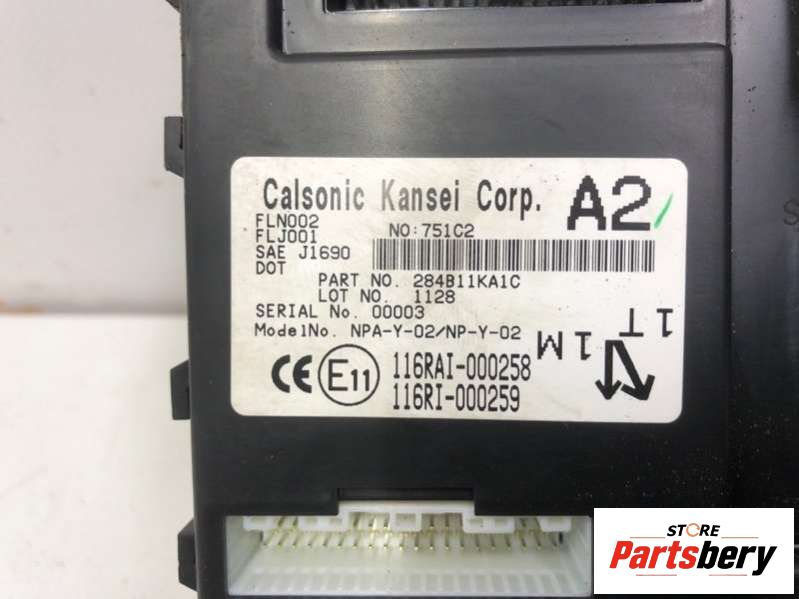 Calsonic Kansei Corp. A2
FLN002 NO:751C2
FLJ001
SAE J1690
DOT
PART NO. 284B11KA1C
LOT NO. 1128
SERIAL No. 00003
ModelNo. NPA-Y-02/NP-Y-02
1T
1M
CE E11 116RAI-000258
116RI-000259
STORE
Partsbery